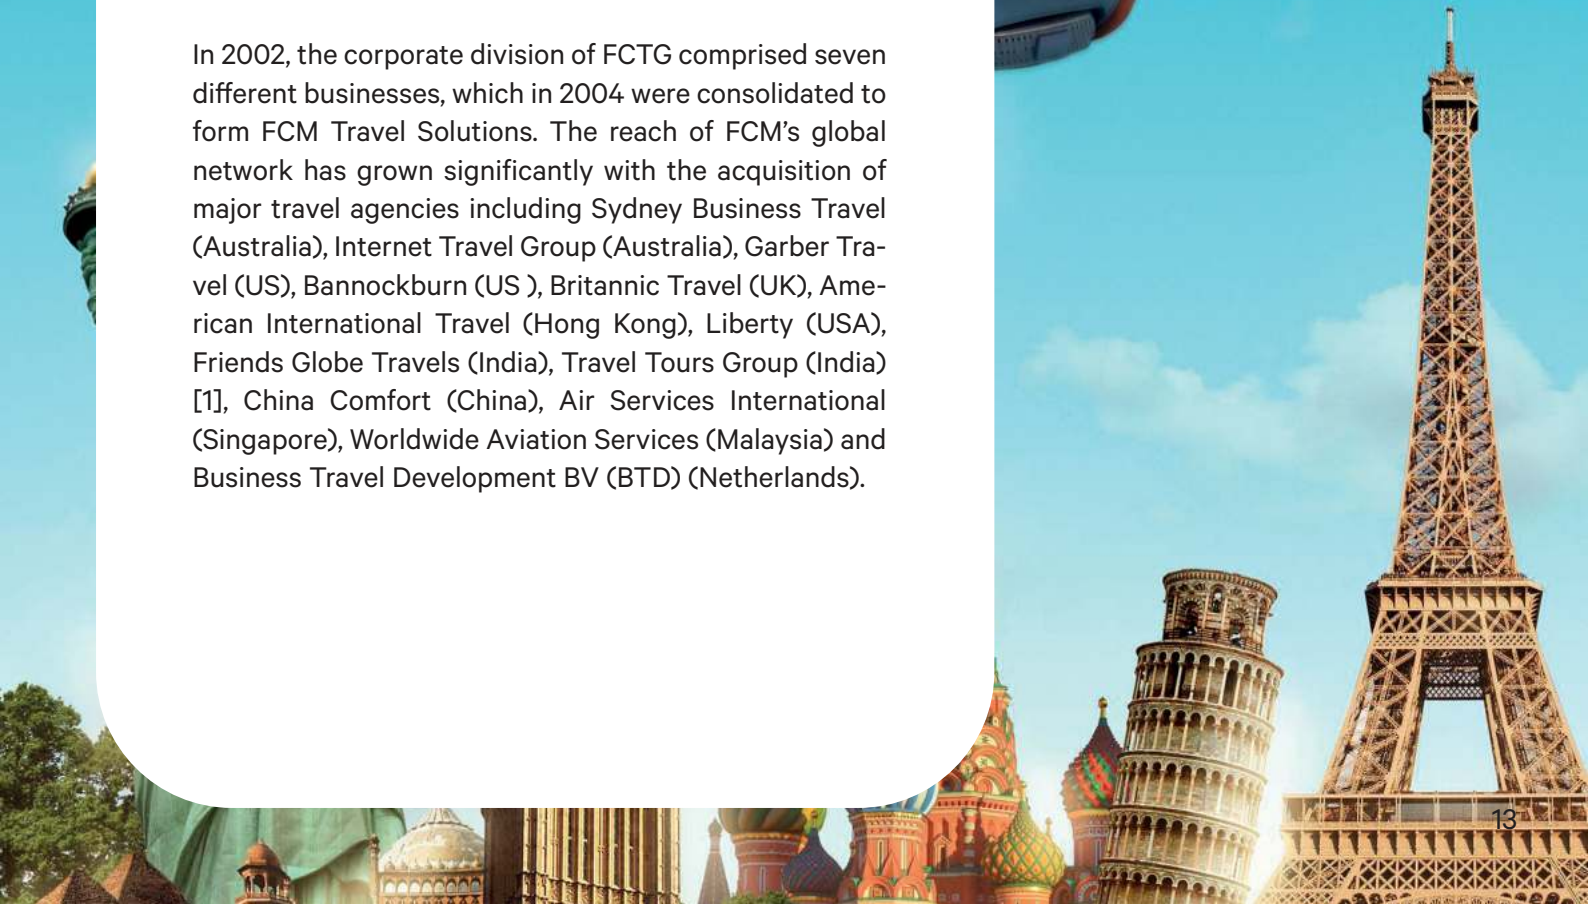 In 2002, the corporate division of FCTG comprised seven
different businesses, which in 2004 were consolidated to
form FCM Travel Solutions. The reach of FCM’s global
network has grown significantly with the acquisition of
major travel agencies including Sydney Business Travel
(Australia), Internet Travel Group (Australia), Garber Tra-
vel (US), Bannockburn (US ), Britannic Travel (UK), Ame-
rican International Travel (Hong Kong), Liberty (USA),
Friends Globe Travels (India), Travel Tours Group (India)
[1], China Comfort (China), Air Services International
(Singapore), Worldwide Aviation Services (Malaysia) and
Business Travel Development BV (BTD) (Netherlands).
13